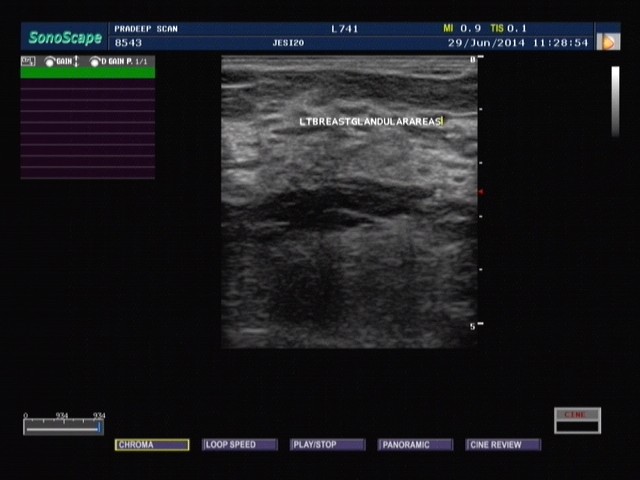 SonoScape
PRADEEP SCAN L741 MI 0.9 TIS 0.1
8543 JESI20 29/Jun/2014 11:28:54
GAIN D GAIN P. 1/1
0
LTBREASTGLANDULARAREAS
5
0 934 934
CINE
CHROMA LOOP SPEED PLAY/STOP PANORAMIC CINE REVIEW